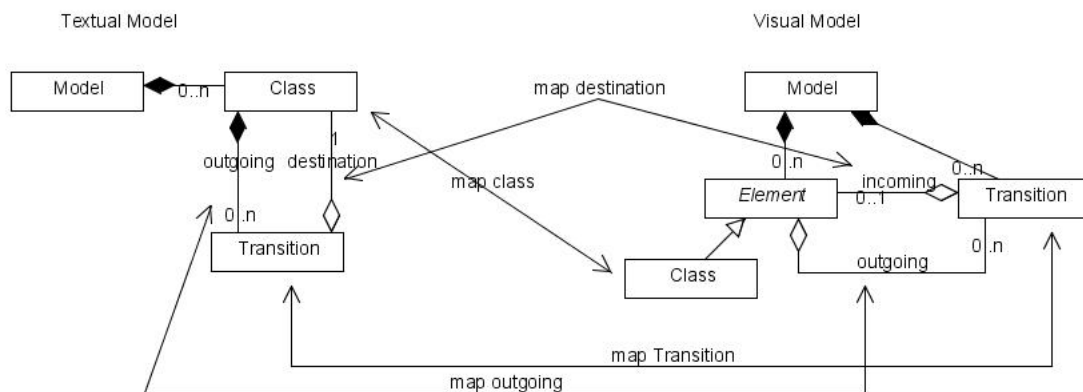 Textual Model
Visual Model
Model
0..n
Class
map destination
Model
outgoing
1
destination
map class
0..n
0..n
Element
incoming
0..1
Transition
0..n
Transition
Class
outgoing
0..n
map Transition
map outgoing